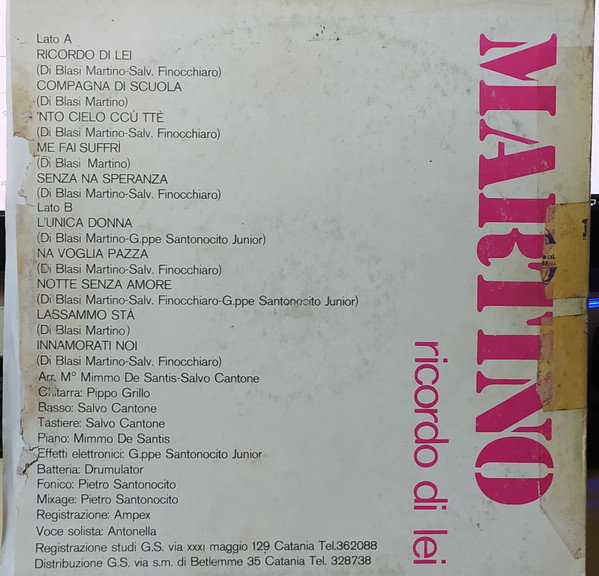 Lato A
RICORDO DI LEI
(Di Blasi Martino-Salv. Finocchiaro)
COMPAGNA DI SCUOLA
(Di Blasi Martino)
'NTO CIELO CCÙ TTÈ
(Di Blasi Martino-Salv. Finocchiaro)
ME FAI SUFFRÌ
(Di Blasi Martino)
SENZA NA SPERANZA
(Di Blasi Martino-Salv. Finocchiaro)
Lato B
L'UNICA DONNA
(Di Blasi Martino-G.ppe Santonocito Junior)
NA VOGLIA PAZZA
(Di Blasi Martino-Salv. Finocchiaro)
NOTTE SENZA AMORE
(Di Blasi Martino-Salv. Finocchiaro-G.ppe Santonocito Junior)
LASSAMMO STÀ
(Di Blasi Martino)
INNAMORATI NOI
(Di Blasi Martino-Salv. Finocchiaro)
Arr. M° Mimmo De Santis-Salvo Cantone
Chitarra: Pippo Grillo
Basso: Salvo Cantone
Tastiere: Salvo Cantone
Piano: Mimmo De Santis
Effetti elettronici: G.ppe Santonocito Junior
Batteria: Drumulator
Fonico: Pietro Santonocito
Mixage: Pietro Santonocito
Registrazione: Ampex
Voce solista: Antonella
Registrazione studi G.S. via xxxı maggio 129 Catania Tel.362088
Distribuzione G.S. via s.m. di Betlemme 35 Catania Tel. 328738
MARTINO
ricordo di lei